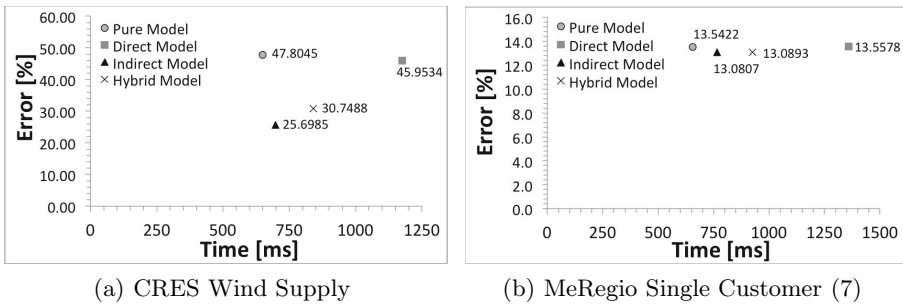 60.00
50.00
40.00
30.00
20.00
10.00
0.00
Error [%]
Pure Model
Direct Model
Indirect Model
Hybrid Model
47.8045
45.9534
30.7488
25.6985
0 250 500 750 1000 1250
Time [ms]
(a) CRES Wind Supply
16.0
14.0
12.0
10.0
8.0
6.0
4.0
2.0
0.0
Error [%]
Pure Model
Direct Model
Indirect Model
Hybrid Model
13.5422
13.0893
13.5578
13.0807
0 250 500 750 1000 1250 1500
Time [ms]
(b) MeRegio Single Customer (7)